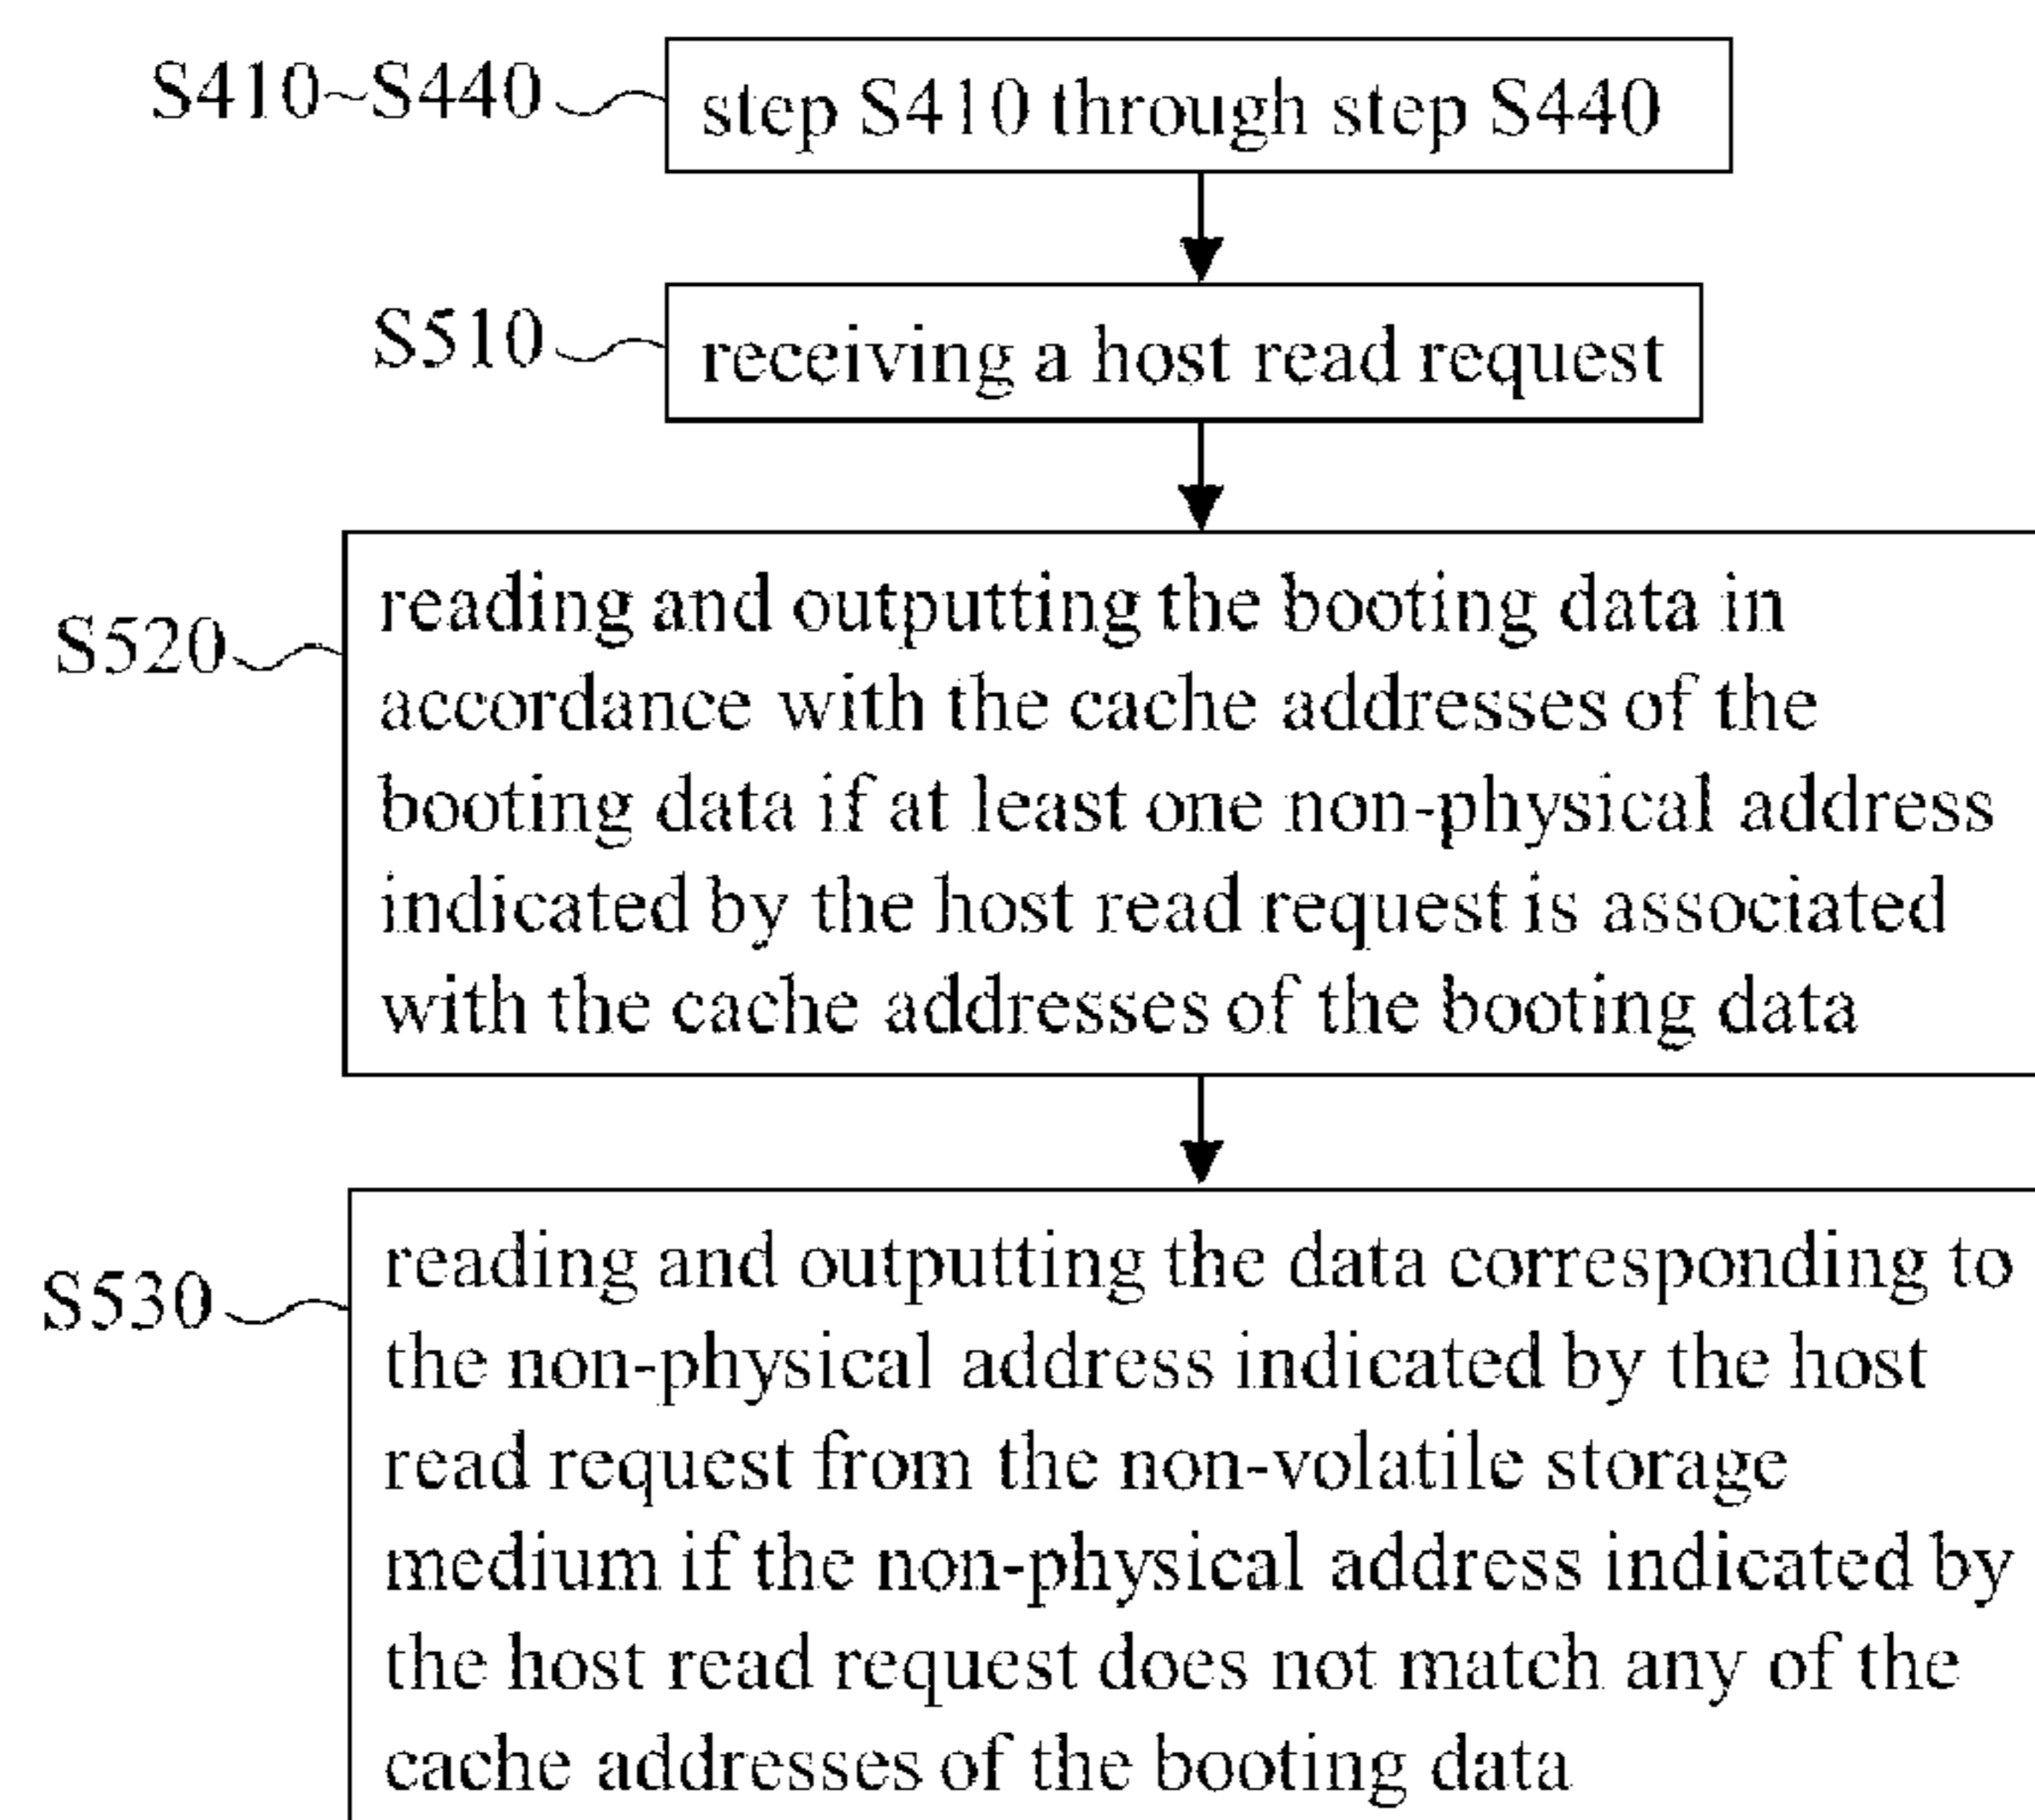 S410~S440
step S410 through step S440
S510
receiving a host read request
S520
reading and outputting the booting data in
accordance with the cache addresses of the
booting data if at least one non-physical address
indicated by the host read request is associated
with the cache addresses of the booting data
S530
reading and outputting the data corresponding to
the non-physical address indicated by the host
read request from the non-volatile storage
medium if the non-physical address indicated by
the host read request does not match any of the
cache addresses of the booting data